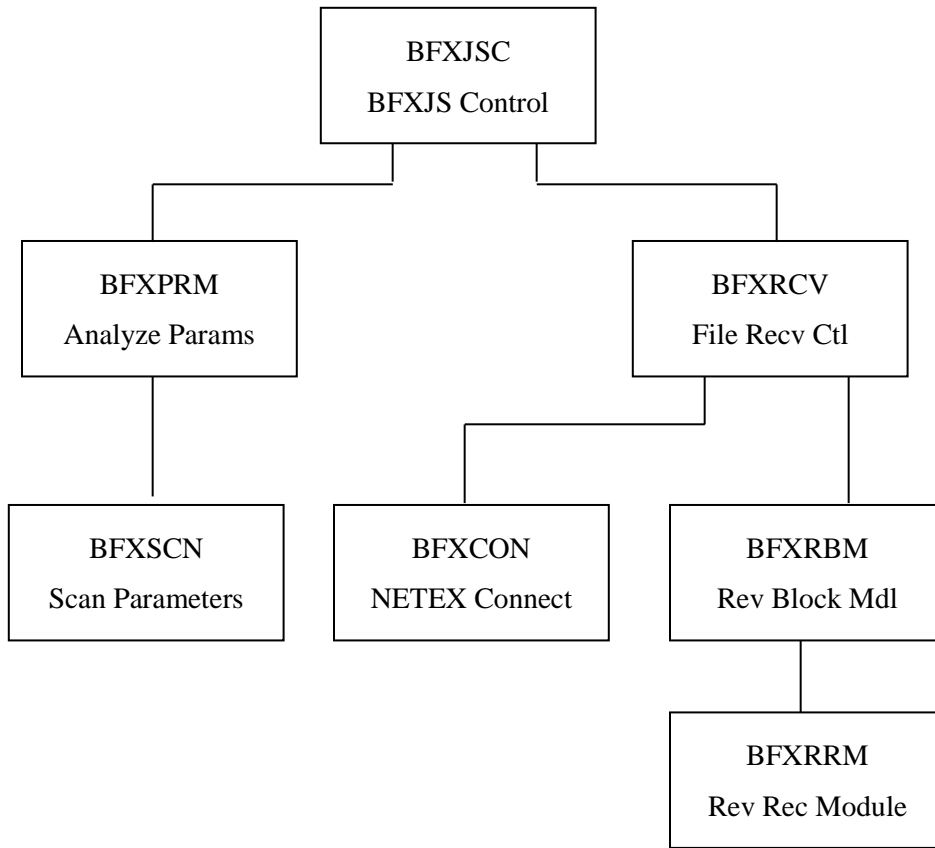 BFXJSC
BFXJS Control
BFXPRM
Analyze Params
BFXRCV
File Recv Ctl
BFXSCN
Scan Parameters
BFXCON
NETEX Connect
BFXRBM
Rev Block Mdl
BFXRRM
Rev Rec Module